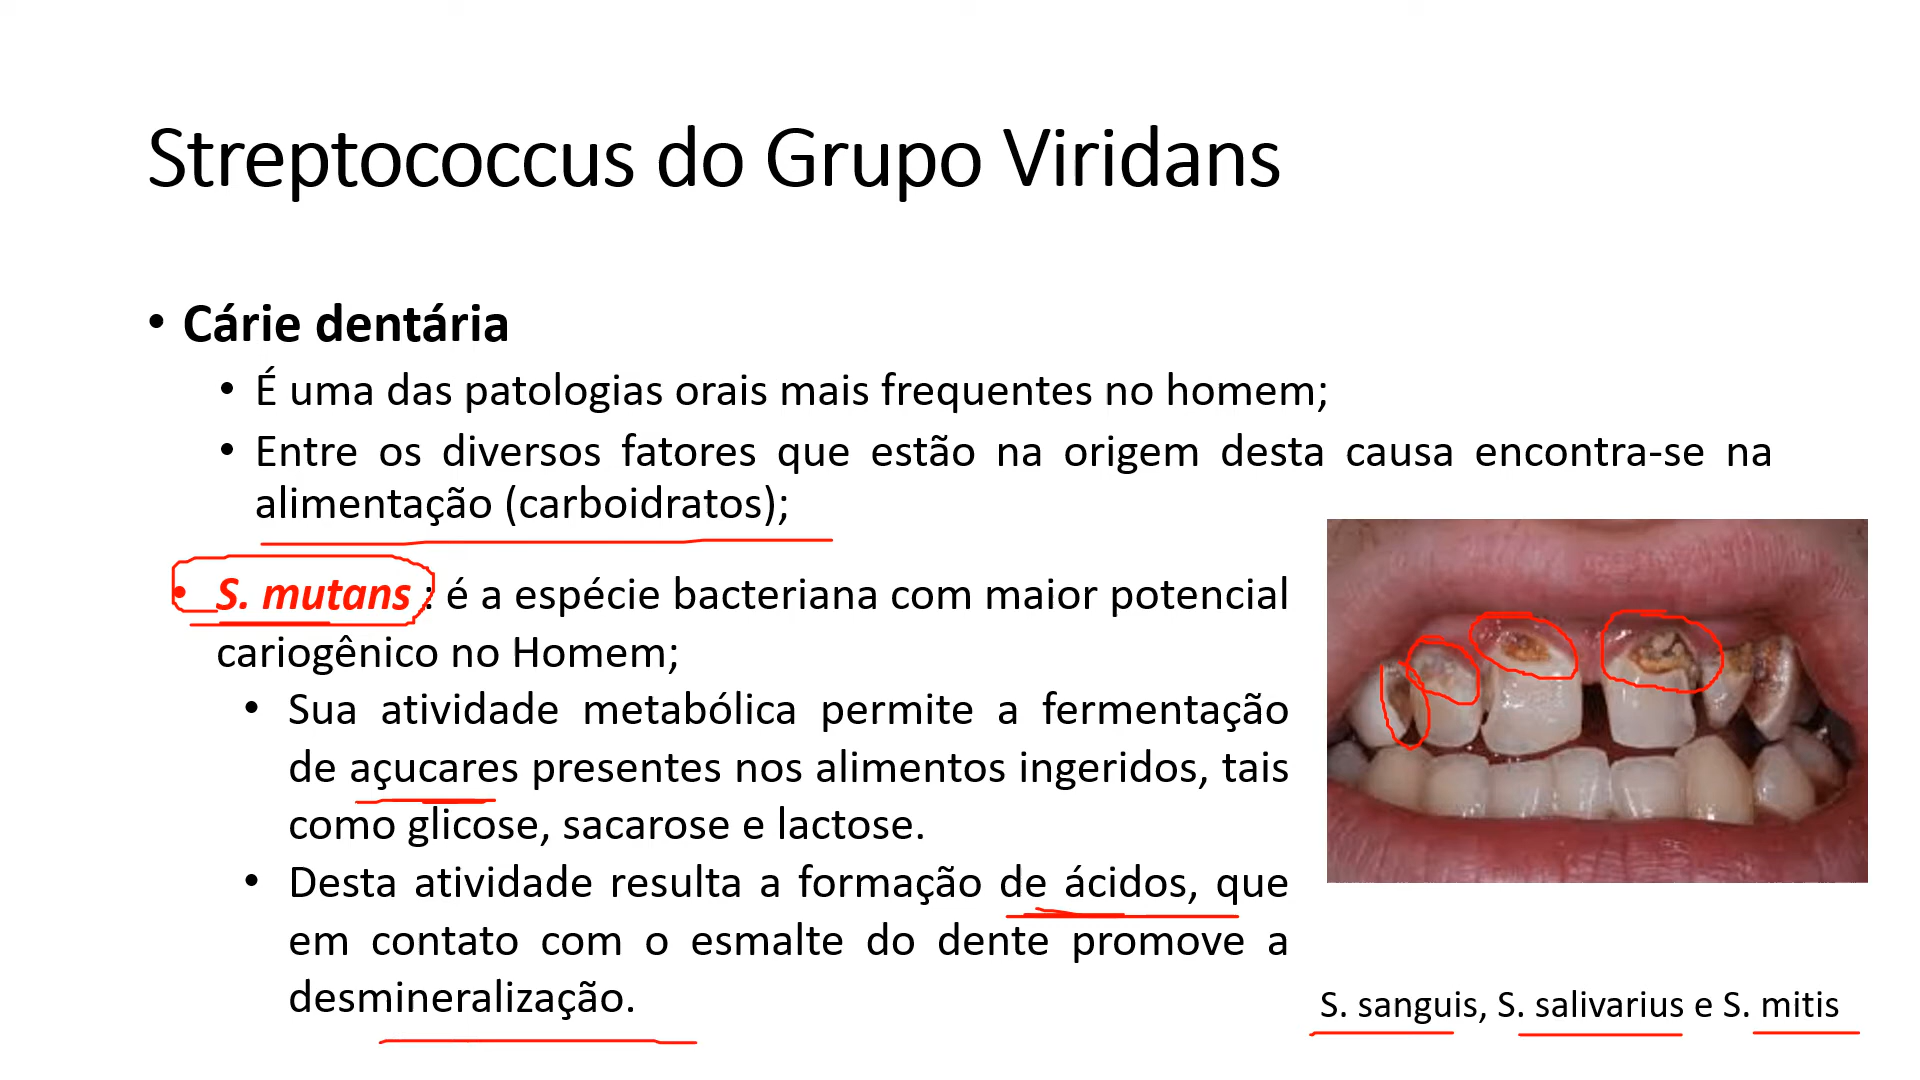 Streptococcus do Grupo Viridans
• Cárie dentária
• É uma das patologias orais mais frequentes no homem;
• Entre os diversos fatores que estão na origem desta causa encontra-se na
alimentação (carboidratos);
• S. mutans : é a espécie bacteriana com maior potencial
cariogênico no Homem;
• Sua atividade metabólica permite a fermentação
de açucares presentes nos alimentos ingeridos, tais
como glicose, sacarose e lactose.
• Desta atividade resulta a formação de ácidos, que
em contato com o esmalte do dente promove a
desmineralização.
S. sanguis, S. salivarius e S. mitis